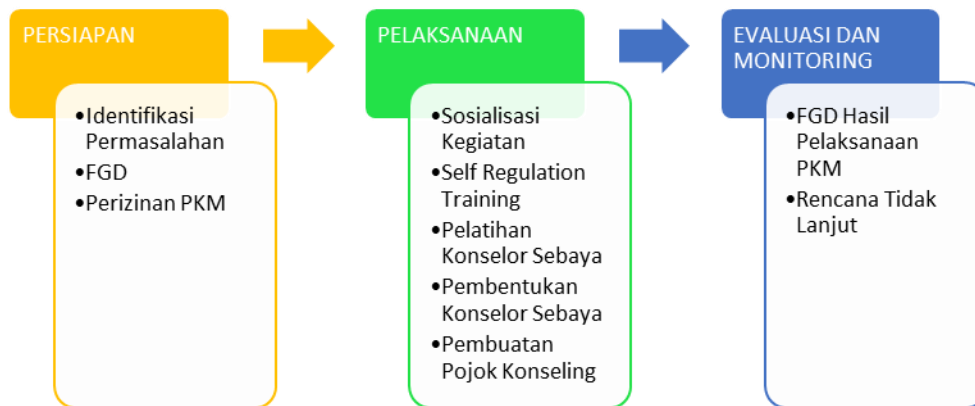 PERSIAPAN
•Identifikasi
Permasalahan
•FGD
•Perizinan PKM
PELAKSANAAN
•Sosialisasi
Kegiatan
•Self Regulation
Training
•Pelatihan
Konselor Sebaya
•Pembentukan
Konselor Sebaya
•Pembuatan
Pojok Konseling
EVALUASI DAN
MONITORING
•FGD Hasil
Pelaksanaan
PKM
•Rencana Tidak
Lanjut